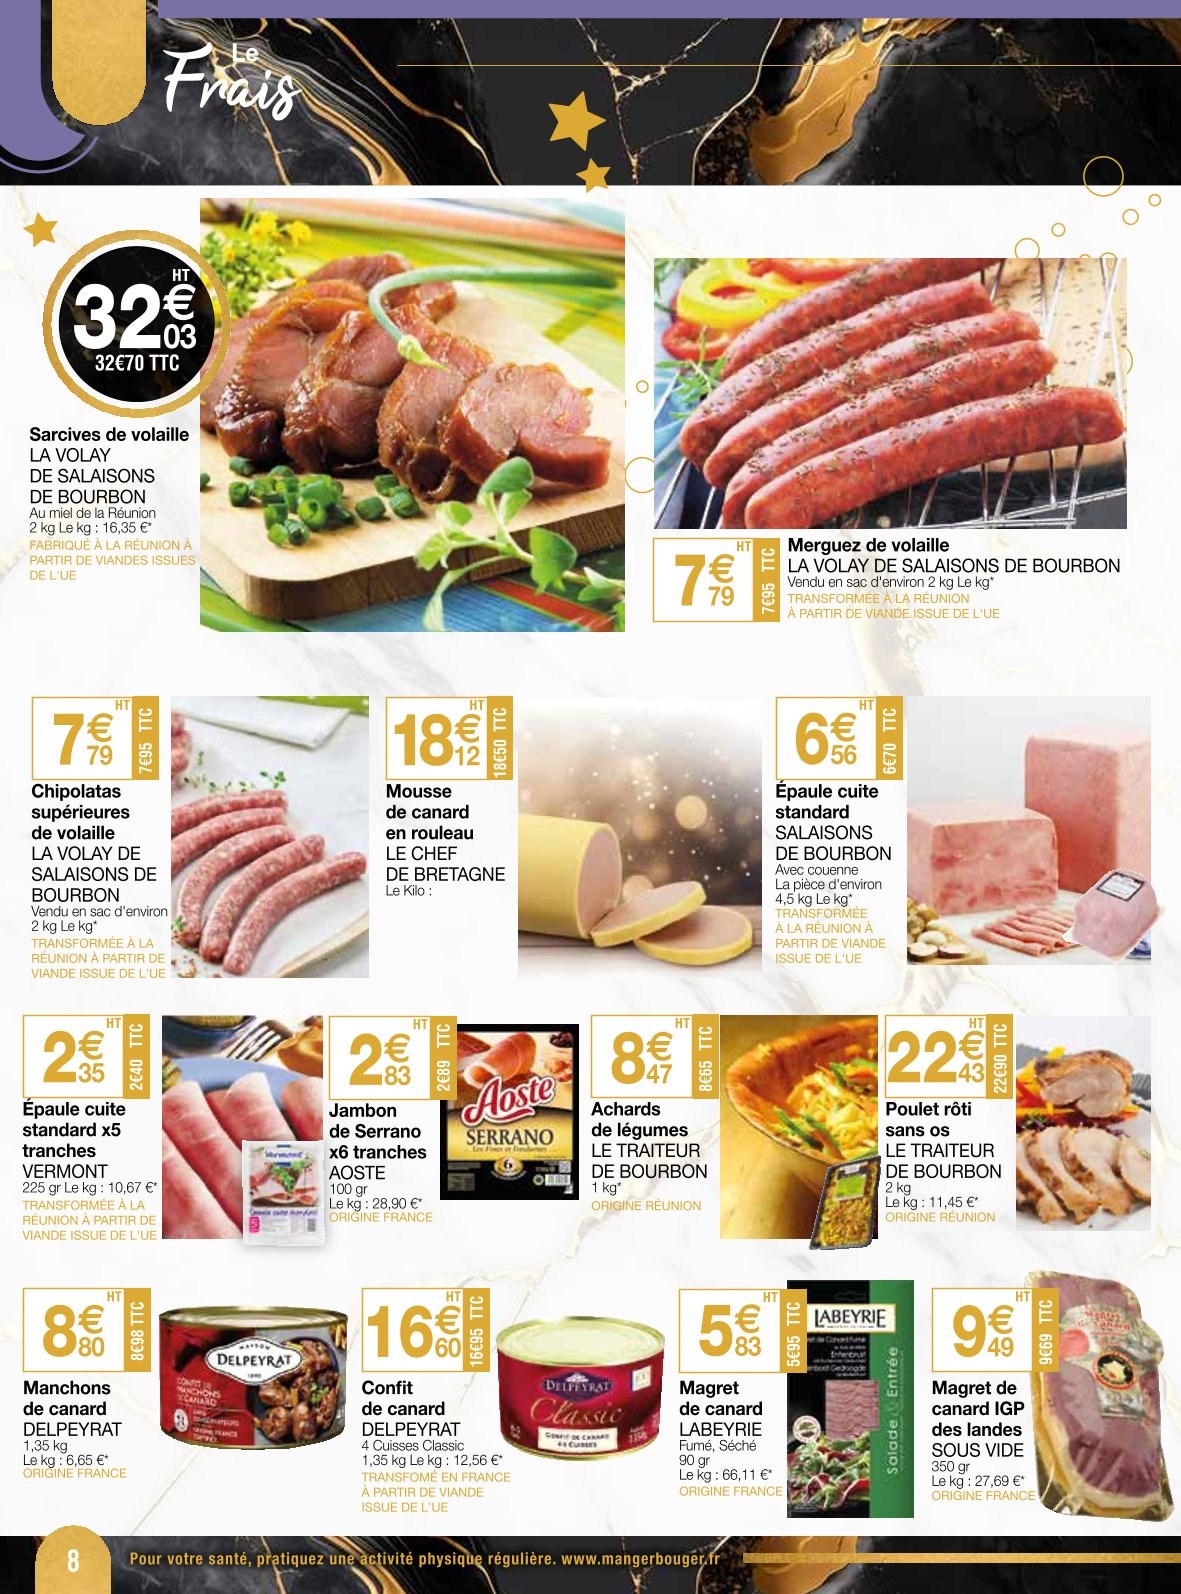 Le
Frais
HT
32€03
32€70 TTC
Sarcives de volaille
LA VOLAY
DE SALAISONS
DE BOURBON
Au miel de la Réunion
2 kg Le kg : 16,35 €*
FABRIQUÉ À LA RÉUNION À
PARTIR DE VIANDES ISSUES
DE L'UE
HT
7€79
7€95 TTC
Merguez de volaille
LA VOLAY DE SALAISONS DE BOURBON
Vendu en sac d'environ 2 kg Le kg*
TRANSFORMÉE À LA RÉUNION
À PARTIR DE VIANDE ISSUE DE L'UE
HT
7€79
7€95 TTC
Chipolatas
supérieures
de volaille
LA VOLAY DE
SALAISONS DE
BOURBON
Vendu en sac d'environ
2 kg Le kg*
TRANSFORMÉE À LA
RÉUNION À PARTIR DE
VIANDE ISSUE DE L'UE
HT
18€12
18€50 TTC
Mousse
de canard
en rouleau
LE CHEF
DE BRETAGNE
Le Kilo :
HT
6€56
6€70 TTC
Épaule cuite
standard
SALAISONS
DE BOURBON
Avec couenne
La pièce d'environ
4,5 kg Le kg*
TRANSFORMÉE
À LA RÉUNION À
PARTIR DE VIANDE
ISSUE DE L'UE
HT
2€35
2€40 TTC
Épaule cuite
standard x5
tranches
VERMONT
225 gr Le kg : 10,67 €*
TRANSFORMÉE À LA
RÉUNION À PARTIR DE
VIANDE ISSUE DE L'UE
HT
2€83
2€89 TTC
Jambon
de Serrano
x6 tranches
AOSTE
100 gr
Le kg : 28,90 €*
ORIGINE FRANCE
Aoste
SERRANO
6
HT
8€47
8€65 TTC
Achards
de légumes
LE TRAITEUR
DE BOURBON
1 kg*
ORIGINE RÉUNION
HT
22€43
22€90 TTC
Poulet rôti
sans os
LE TRAITEUR
DE BOURBON
2 kg
Le kg : 11,45 €*
ORIGINE RÉUNION
HT
8€80
8€98 TTC
Manchons
de canard
DELPEYRAT
1,35 kg
Le kg : 6,65 €*
ORIGINE FRANCE
MAISON
DELPEYRAT
1890
CONFIT DE
MANCHONS
DE CANARD
HT
16€60
16€95 TTC
Confit
de canard
DELPEYRAT
4 Cuisses Classic
1,35 kg Le kg : 12,56 €*
TRANSFOMÉ EN FRANCE
À PARTIR DE VIANDE
ISSUE DE L'UE
DELPEYRAT
Classic
CONFIT DE CANARD
HT
5€83
5€95 TTC
Magret
de canard
LABEYRIE
Fumé, Séché
90 gr
Le kg : 66,11 €*
ORIGINE FRANCE
LABEYRIE
Salade & Entrée
HT
9€49
9€69 TTC
Magret de
canard IGP
des landes
SOUS VIDE
350 gr
Le kg : 27,69 €*
ORIGINE FRANCE
8
Pour votre santé, pratiquez une activité physique régulière. www.mangerbouger.fr